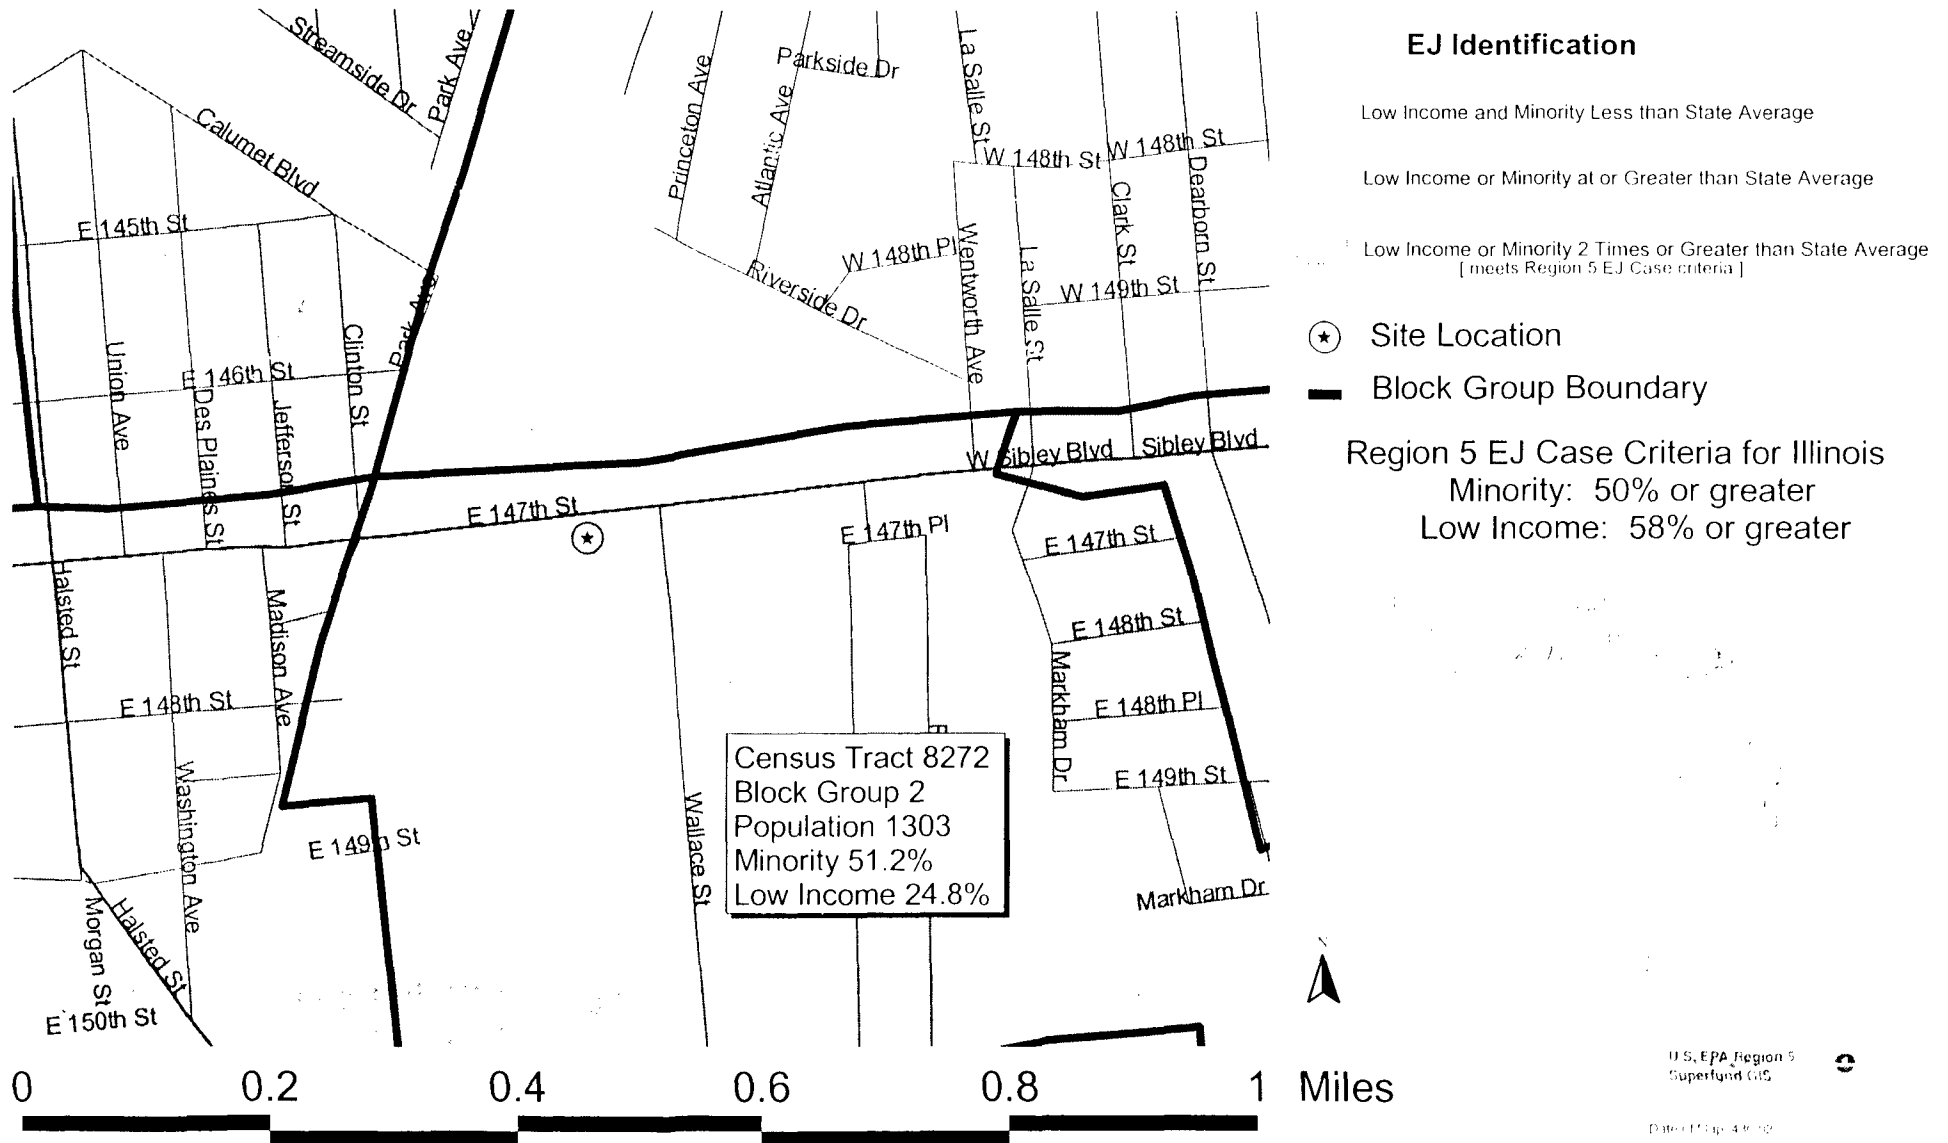 Streamside Dr
Park Ave
Calumet Blvd
E 145th St
Princeton Ave
Atlantic Ave
Parkside Dr
La Salle St
W 148th St
W 148th St
Clark St
Dearborn St
Riverside Dr
W 148th Pl
Wentworth Ave
La Salle St
W 149th St
Park Ave
Clinton St
Union Ave
E 146th St
Des Plaines St
Jefferson St
W Sibley Blvd
Sibley Blvd
E 147th St
E 147th Pl
E 147th St
Halsted St
Madison Ave
E 148th St
E 148th St
Markham Dr
E 148th Pl
E 149th St
Washington Ave
E 149th St
Wallace St
Census Tract 8272
Block Group 2
Population 1303
Minority 51.2%
Low Income 24.8%
Markham Dr
Morgan St
Halsted St
E 150th St
0 0.2 0.4 0.6 0.8 1 Miles
EJ Identification
Low Income and Minority Less than State Average
Low Income or Minority at or Greater than State Average
Low Income or Minority 2 Times or Greater than State Average
[ meets Region 5 EJ Case criteria ]
Site Location
Block Group Boundary
Region 5 EJ Case Criteria for Illinois
Minority: 50% or greater
Low Income: 58% or greater
N
U.S. EPA Region 5
Superfund GIS